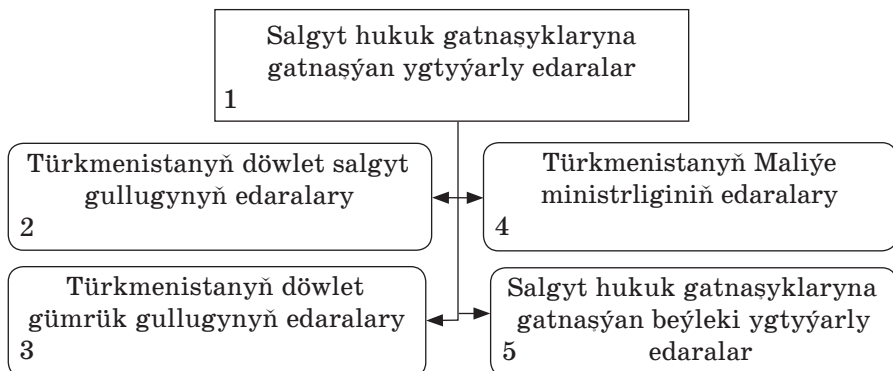 Salgyt hukuk gatnaşyklaryna
gatnaşýan ygtyýarly edaralar
1
Türkmenistanyň döwlet salgyt
gullugynyň edaralary
2
Türkmenistanyň Maliýe
ministrliginiň edaralary
4
Türkmenistanyň döwlet
gümrük gullugynyň edaralary
3
Salgyt hukuk gatnaşyklaryna
gatnaşýan beýleki ygtyýarly
edaralar
5